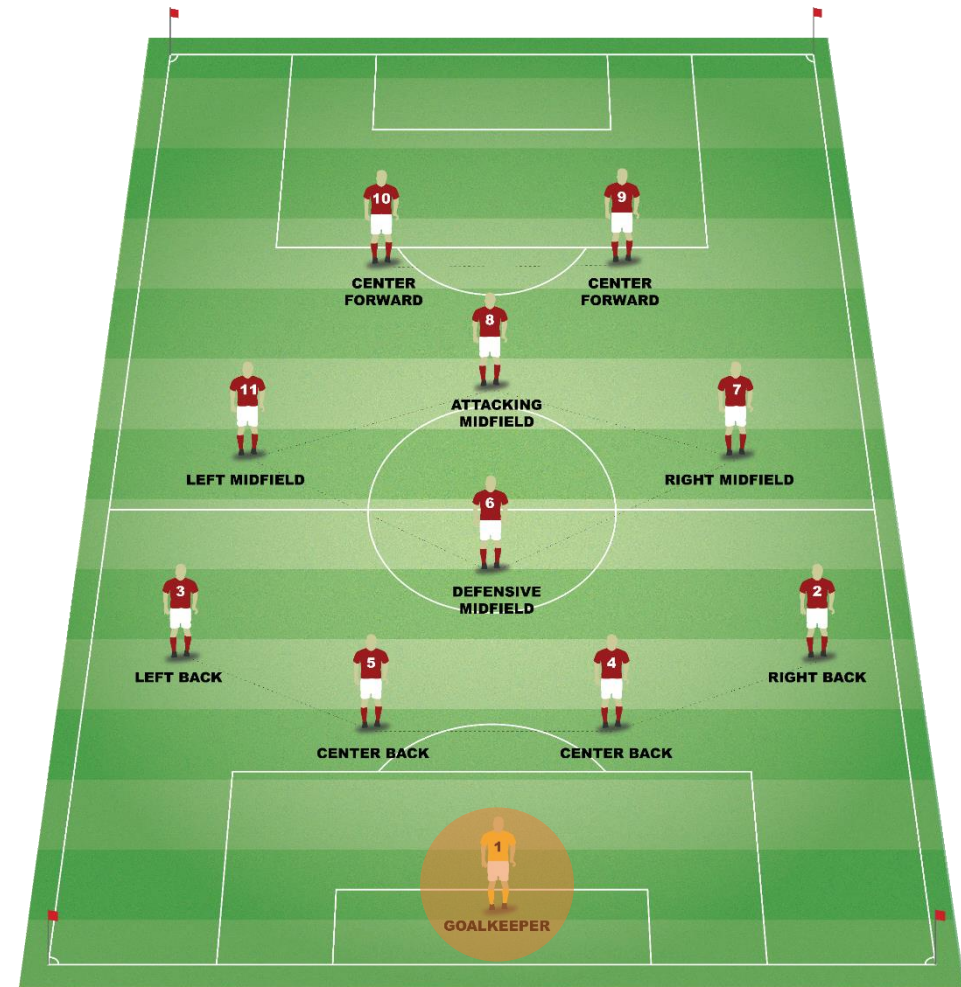 10
9
CENTER
FORWARD
CENTER
FORWARD
8
ATTACKING
MIDFIELD
11
7
LEFT MIDFIELD
RIGHT MIDFIELD
6
DEFENSIVE
MIDFIELD
3
2
LEFT BACK
RIGHT BACK
5
4
CENTER BACK
CENTER BACK
1
GOALKEEPER